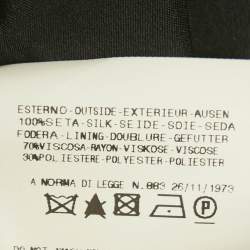 ESTERNO-OUTSIDE-EXTERIEUR-AUSEN
100%SETA-SILK-SEIDE-SOIE-SEDA
FODERA-LINING-DOUBLURE-GEFUTTER
70%VISCOSA-RAYON-VISKOSE-VISCOSE
30%POLIESTERE-POLYESTER-POLIESTER
A NORMA DI LEGGE N.883 26/11/1973
P